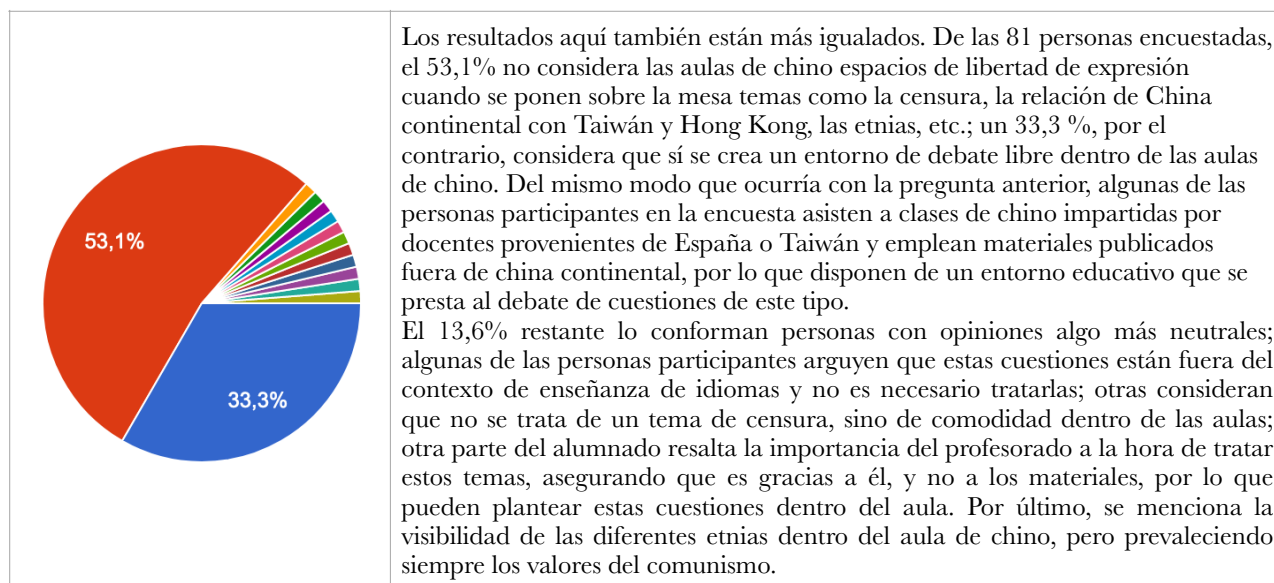 53,1%
33,3%
Los resultados aquí también están más igualados. De las 81 personas encuestadas,
el 53,1% no considera las aulas de chino espacios de libertad de expresión
cuando se ponen sobre la mesa temas como la censura, la relación de China
continental con Taiwán y Hong Kong, las etnias, etc.; un 33,3 %, por el
contrario, considera que sí se crea un entorno de debate libre dentro de las aulas
de chino. Del mismo modo que ocurría con la pregunta anterior, algunas de las
personas participantes en la encuesta asisten a clases de chino impartidas por
docentes provenientes de España o Taiwán y emplean materiales publicados
fuera de china continental, por lo que disponen de un entorno educativo que se
presta al debate de cuestiones de este tipo.
El 13,6% restante lo conforman personas con opiniones algo más neutrales;
algunas de las personas participantes arguyen que estas cuestiones están fuera del
contexto de enseñanza de idiomas y no es necesario tratarlas; otras consideran
que no se trata de un tema de censura, sino de comodidad dentro de las aulas;
otra parte del alumnado resalta la importancia del profesorado a la hora de tratar
estos temas, asegurando que es gracias a él, y no a los materiales, por lo que
pueden plantear estas cuestiones dentro del aula. Por último, se menciona la
visibilidad de las diferentes etnias dentro del aula de chino, pero prevaleciendo
siempre los valores del comunismo.